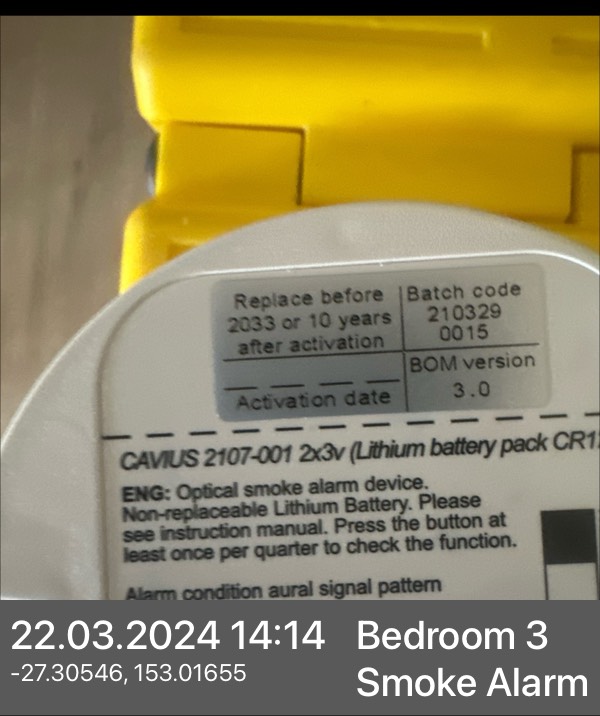 Replace before
2033 or 10 years
after activation
Batch code
210329
0015
BOM version
3.0
Activation date
CAVIUS 2107-001 2x3v (Lithium battery pack CR1
ENG: Optical smoke alarm device.
Non-replaceable Lithium Battery. Please
see instruction manual. Press the button at
least once per quarter to check the function.
Alarm condition aural signal pattern
22.03.2024 14:14
-27.30546, 153.01655
Bedroom 3
Smoke Alarm